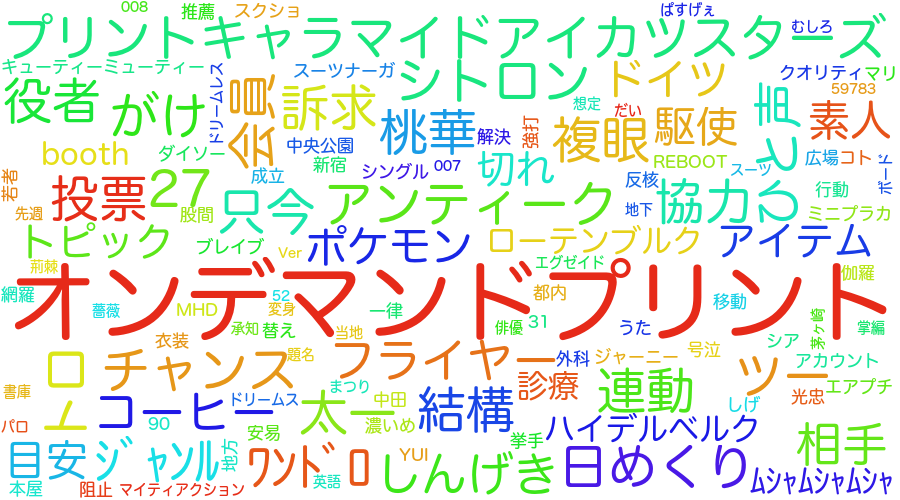 008
推薦
スクショ
ぱすげぇ
プリントキャラマイドアイカツスターズ
むしろ
キューティーミューティー
スーツナーガ
シトロン
ドイツ
クオリティ
マリ
役者
がけ
ドリームレス
会員
訴求
桃華
解決
想定
だい
強打
複眼
駆使
声
59783
素人
booth
ダイソー
中央公園
新宿
シングル
007
切れ
REBOOT
スーツ
広場
コト
ボード
若者
先週
投票
27
股間
成立
只今
アンティーク
反核
地下
協力
ひろ
行動
ミニプラカ
トピック
ブレイブ
Ver
ポケモン
ローテンブルク
アイテム
荊棘
網羅
オンデマンドプリント
エグゼイド
伽羅
薔薇
MHD
52
変身
一律
都内
移動
承知
替え
当地
俳優
31
うた
茅ヶ崎
掌編
衣装
題名
ロ
チャンス
フライヤー
外科
ジャーニー
号泣
シア
ツー
アカウント
書庫
エ
コーヒー
ドリームス
まつり
太一
中田
濃いめ
結構
診療
連動
しげ
光忠
エアプチ
パロ
90
安易
挙手
ハイデルベルク
相手
目安
ジャンル
地方
ワンドロ
英語
YUI
しんげき
日めくり
ムシャムシャムシャ
本屋
阻止
マイティアクション